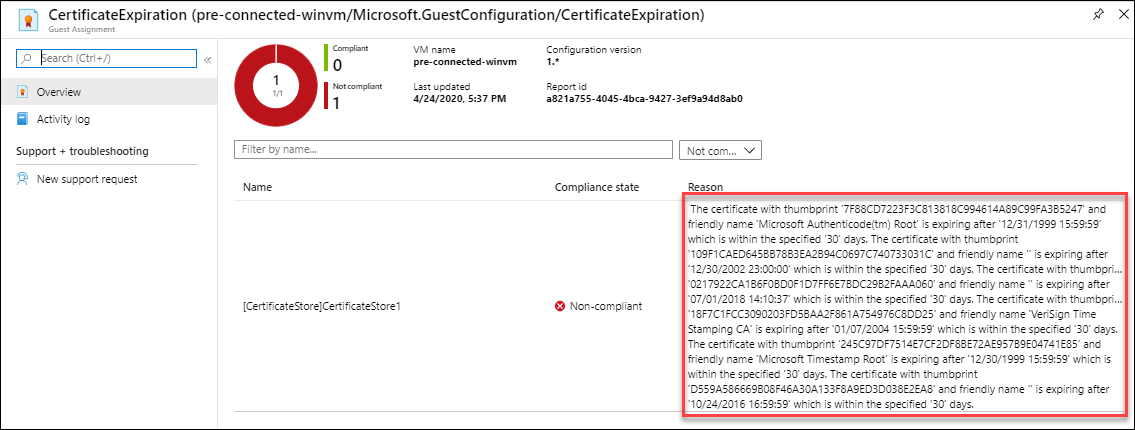 CertificateExpiration (pre-connected-winvm/Microsoft.GuestConfiguration/CertificateExpiration)
Guest Assignment
Search (Ctrl+/)
Overview
Activity log
Support + troubleshooting
New support request
1
1/1
Compliant
0
Not compliant
1
VM name
pre-connected-winvm
Last updated
4/24/2020, 5:37 PM
Configuration version
1.*
Report id
a821a755-4045-4bca-9427-3ef9a94d8ab0
Filter by name...
Not com...
Name
Compliance state
Reason
[CertificateStore]CertificateStore1
Non-compliant
The certificate with thumbprint '7F88CD7223F3C813818C994614A89C99FA3B5247' and
friendly name 'Microsoft Authenticode(tm) Root' is expiring after '12/31/1999 15:59:59'
which is within the specified '30' days. The certificate with thumbprint
'109F1CAED645BB78B3EA2B94C0697C740733031C' and friendly name '' is expiring after
'12/30/2002 23:00:00' which is within the specified '30' days. The certificate with thumbpri...
'0217922CA1B6F0BD0F1D7FF6E7BDC29B2FAAA060' and friendly name '' is expiring after
'07/01/2018 14:10:37' which is within the specified '30' days. The certificate with thumbpri...
'18F7C1FCC3090203FD5BAA2F861A754976C8DD25' and friendly name 'VeriSign Time
Stamping CA' is expiring after '01/07/2004 15:59:59' which is within the specified '30' days.
The certificate with thumbprint '245C97DF7514E7CF2DF8BE72AE957B9E04741E85' and
friendly name 'Microsoft Timestamp Root' is expiring after '12/30/1999 15:59:59' which is
within the specified '30' days. The certificate with thumbprint
'D559A586669B08F46A30A133F8A9ED3D038E2EA8' and friendly name '' is expiring after
'10/24/2016 16:59:59' which is within the specified '30' days.